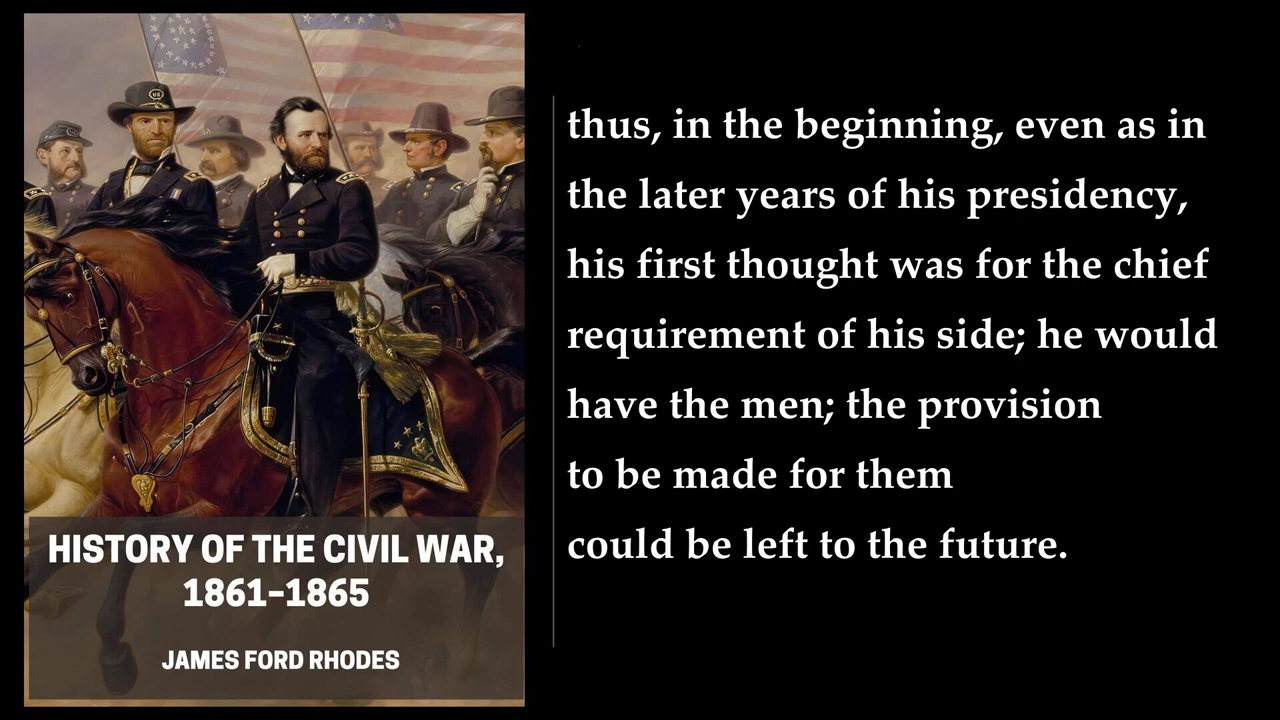 HISTORY OF THE CIVIL WAR,
1861–1865
JAMES FORD RHODES
thus, in the beginning, even as in
the later years of his presidency,
his first thought was for the chief
requirement of his side; he would
have the men; the provision
to be made for them
could be left to the future.